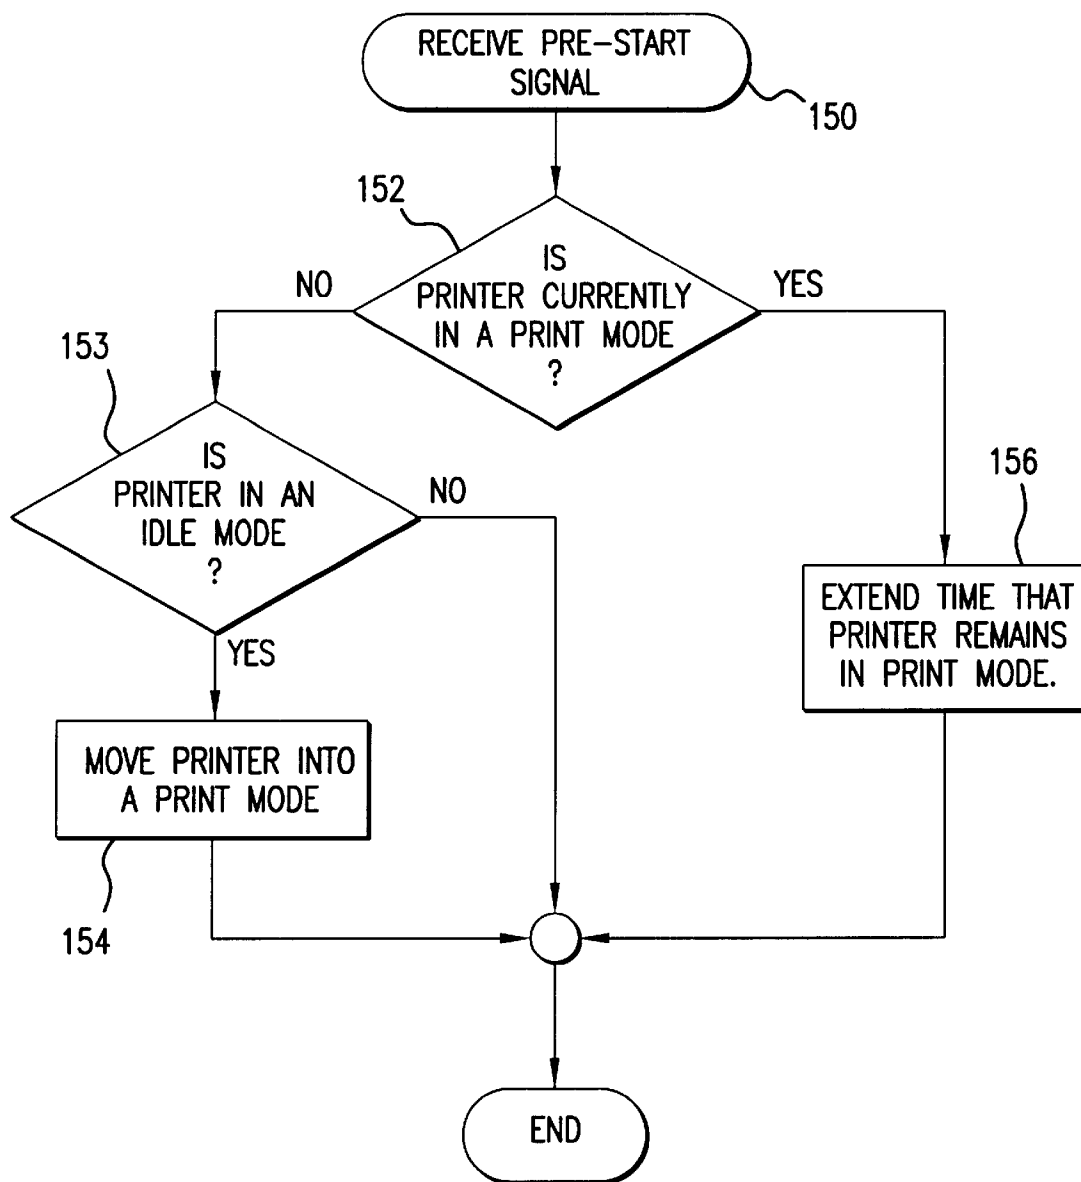 RECEIVE PRE-START
SIGNAL
150
152
IS
PRINTER CURRENTLY
IN A PRINT MODE
?
NO
YES
153
IS
PRINTER IN AN
IDLE MODE
?
NO
YES
156
EXTEND TIME THAT
PRINTER REMAINS
IN PRINT MODE.
MOVE PRINTER INTO
A PRINT MODE
154
END